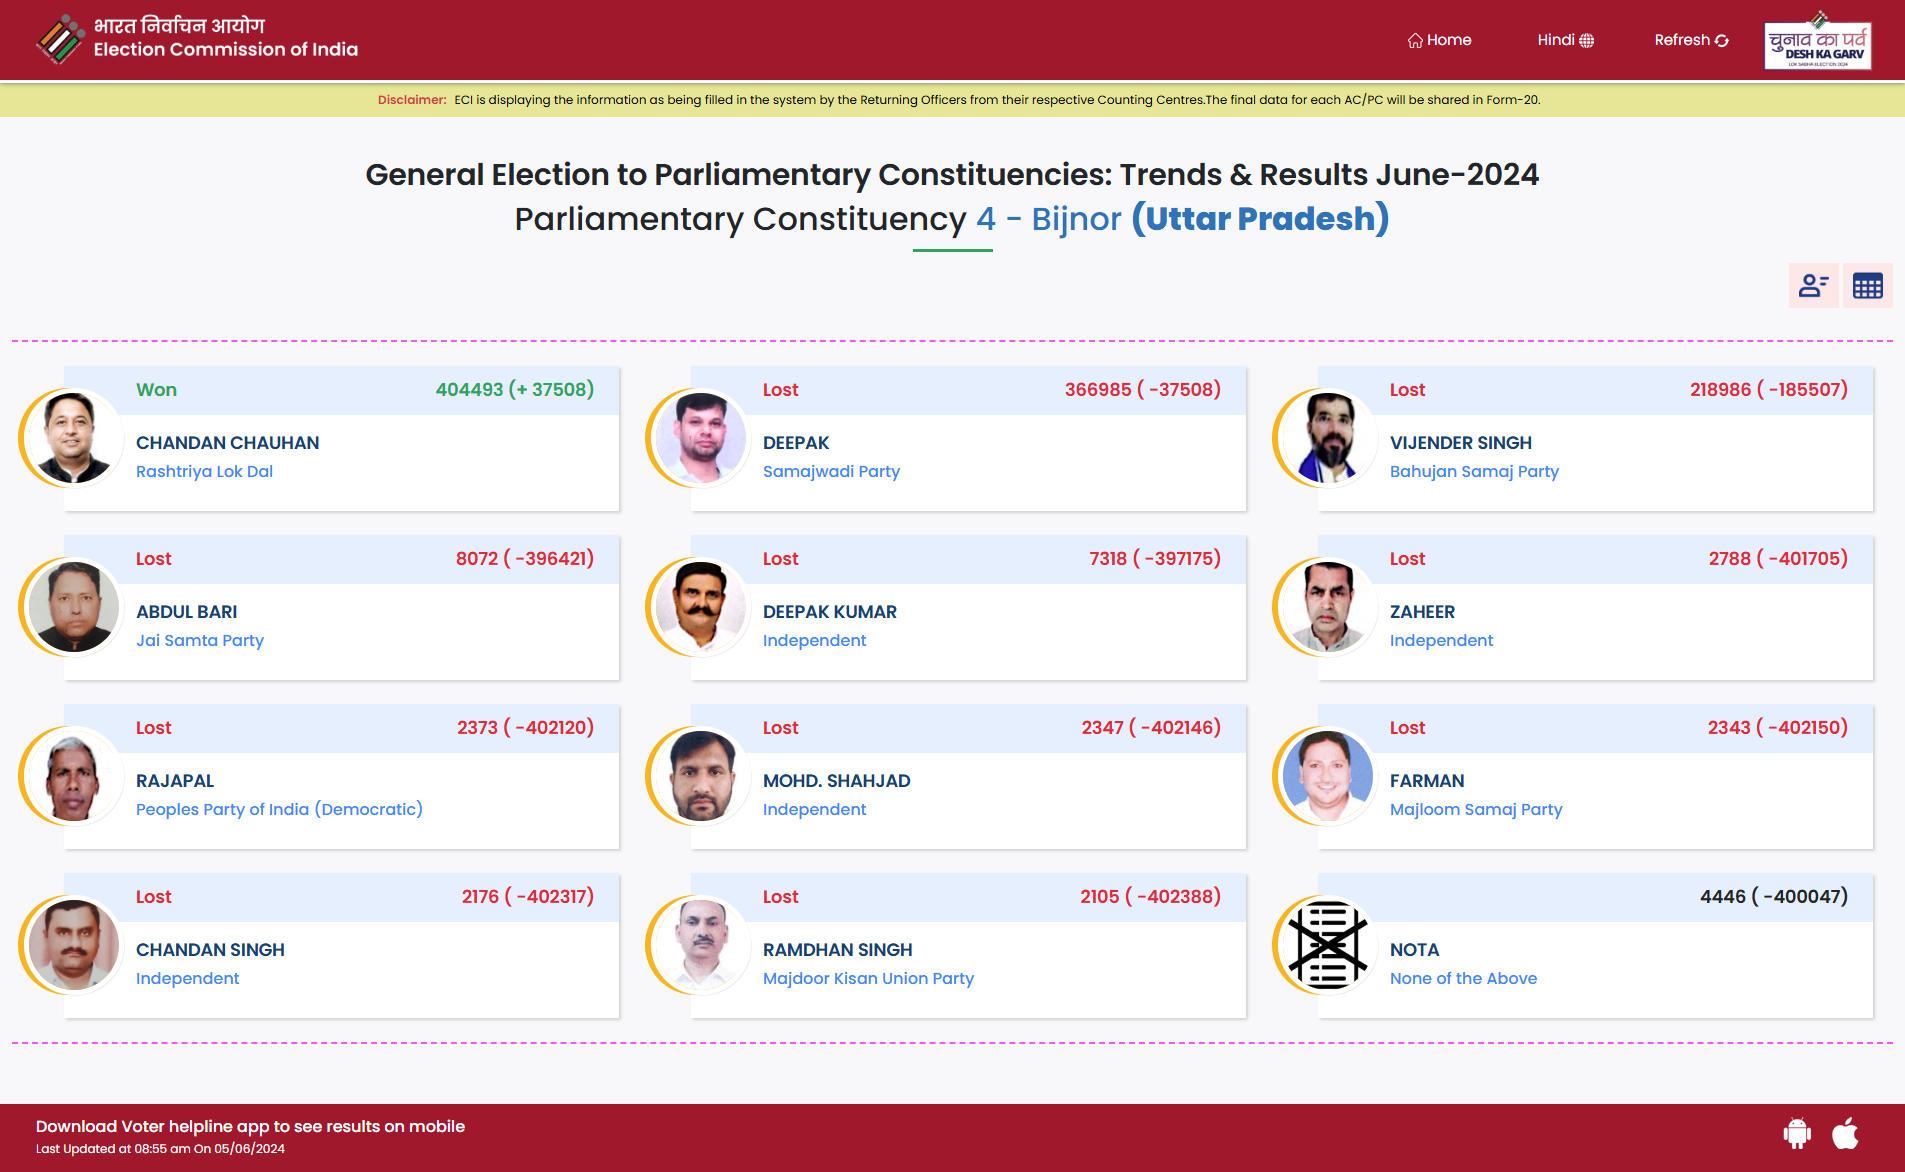 भारत निर्वाचन आयोग
Election Commission of India
Home
Hindi
Refresh
चुनाव का पर्व
DESH KA GARV
LOK SABHA ELECTION 2024
Disclaimer: ECI is displaying the information as being filled in the system by the Returning Officers from their respective Counting Centres.The final data for each AC/PC will be shared in Form-20.
General Election to Parliamentary Constituencies: Trends & Results June-2024
Parliamentary Constituency 4 - Bijnor (Uttar Pradesh)
Won 404493 (+ 37508)
CHANDAN CHAUHAN
Rashtriya Lok Dal
Lost 366985 ( -37508)
DEEPAK
Samajwadi Party
Lost 218986 ( -185507)
VIJENDER SINGH
Bahujan Samaj Party
Lost 8072 ( -396421)
ABDUL BARI
Jai Samta Party
Lost 7318 ( -397175)
DEEPAK KUMAR
Independent
Lost 2788 ( -401705)
ZAHEER
Independent
Lost 2373 ( -402120)
RAJAPAL
Peoples Party of India (Democratic)
Lost 2347 ( -402146)
MOHD. SHAHJAD
Independent
Lost 2343 ( -402150)
FARMAN
Majloom Samaj Party
Lost 2176 ( -402317)
CHANDAN SINGH
Independent
Lost 2105 ( -402388)
RAMDHAN SINGH
Majdoor Kisan Union Party
4446 ( -400047)
NOTA
None of the Above
Download Voter helpline app to see results on mobile
Last Updated at 08:55 am On 05/06/2024